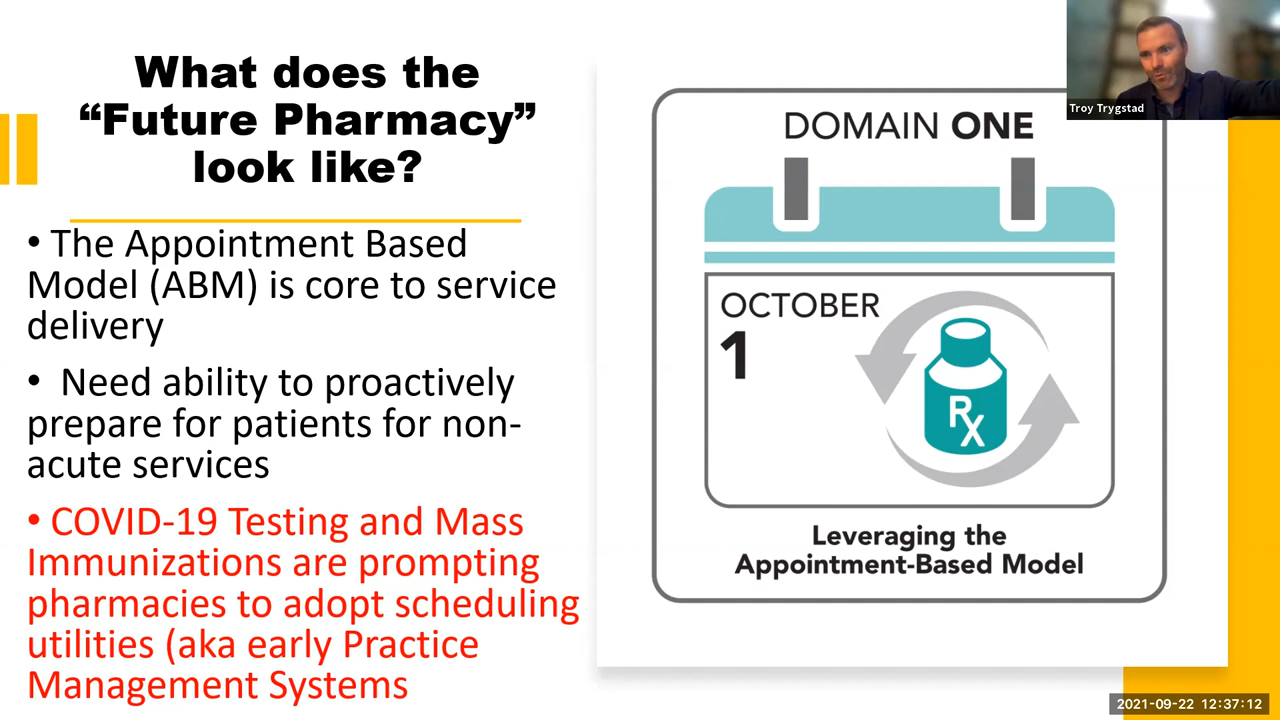 What does the
“Future Pharmacy”
look like?
• The Appointment Based
Model (ABM) is core to service
delivery
• Need ability to proactively
prepare for patients for non-
acute services
• COVID-19 Testing and Mass
Immunizations are prompting
pharmacies to adopt scheduling
utilities (aka early Practice
Management Systems
DOMAIN ONE
OCTOBER
1
Rx
Leveraging the
Appointment-Based Model
Troy Trygstad
2021-09-22 12:37:12